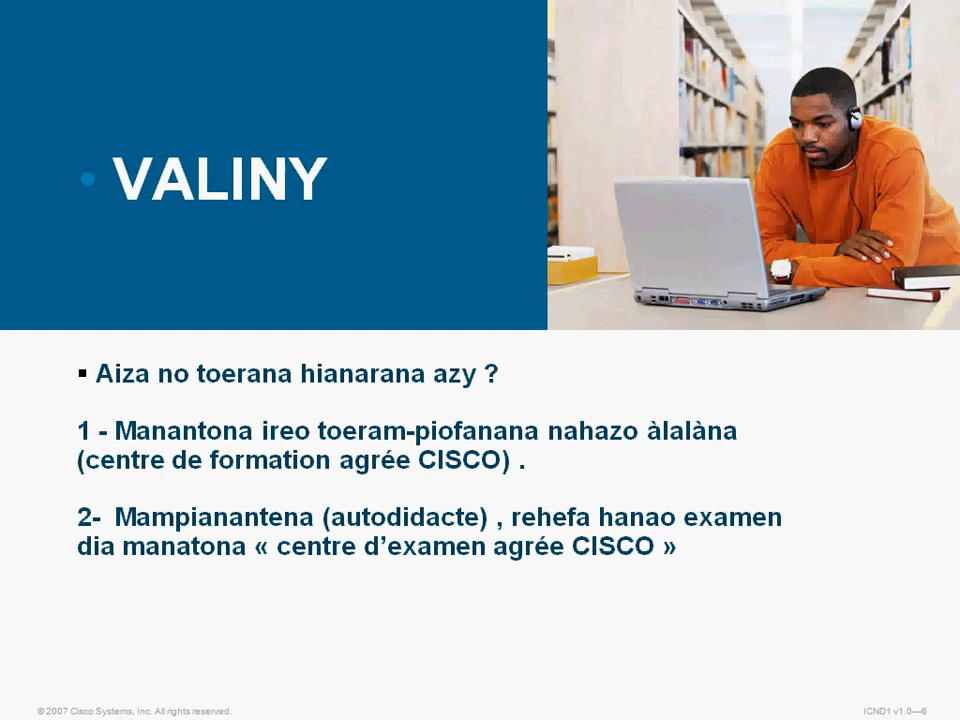 • VALINY
▪ Aiza no toerana hianarana azy ?
1 - Manantona ireo toeram-piofanana nahazo àlalàna
(centre de formation agrée CISCO) .
2-  Mampianantena (autodidacte) , rehefa hanao examen
dia manatona « centre d’examen agrée CISCO »
© 2007 Cisco Systems, Inc. All rights reserved.
ICND1 v1.0—6